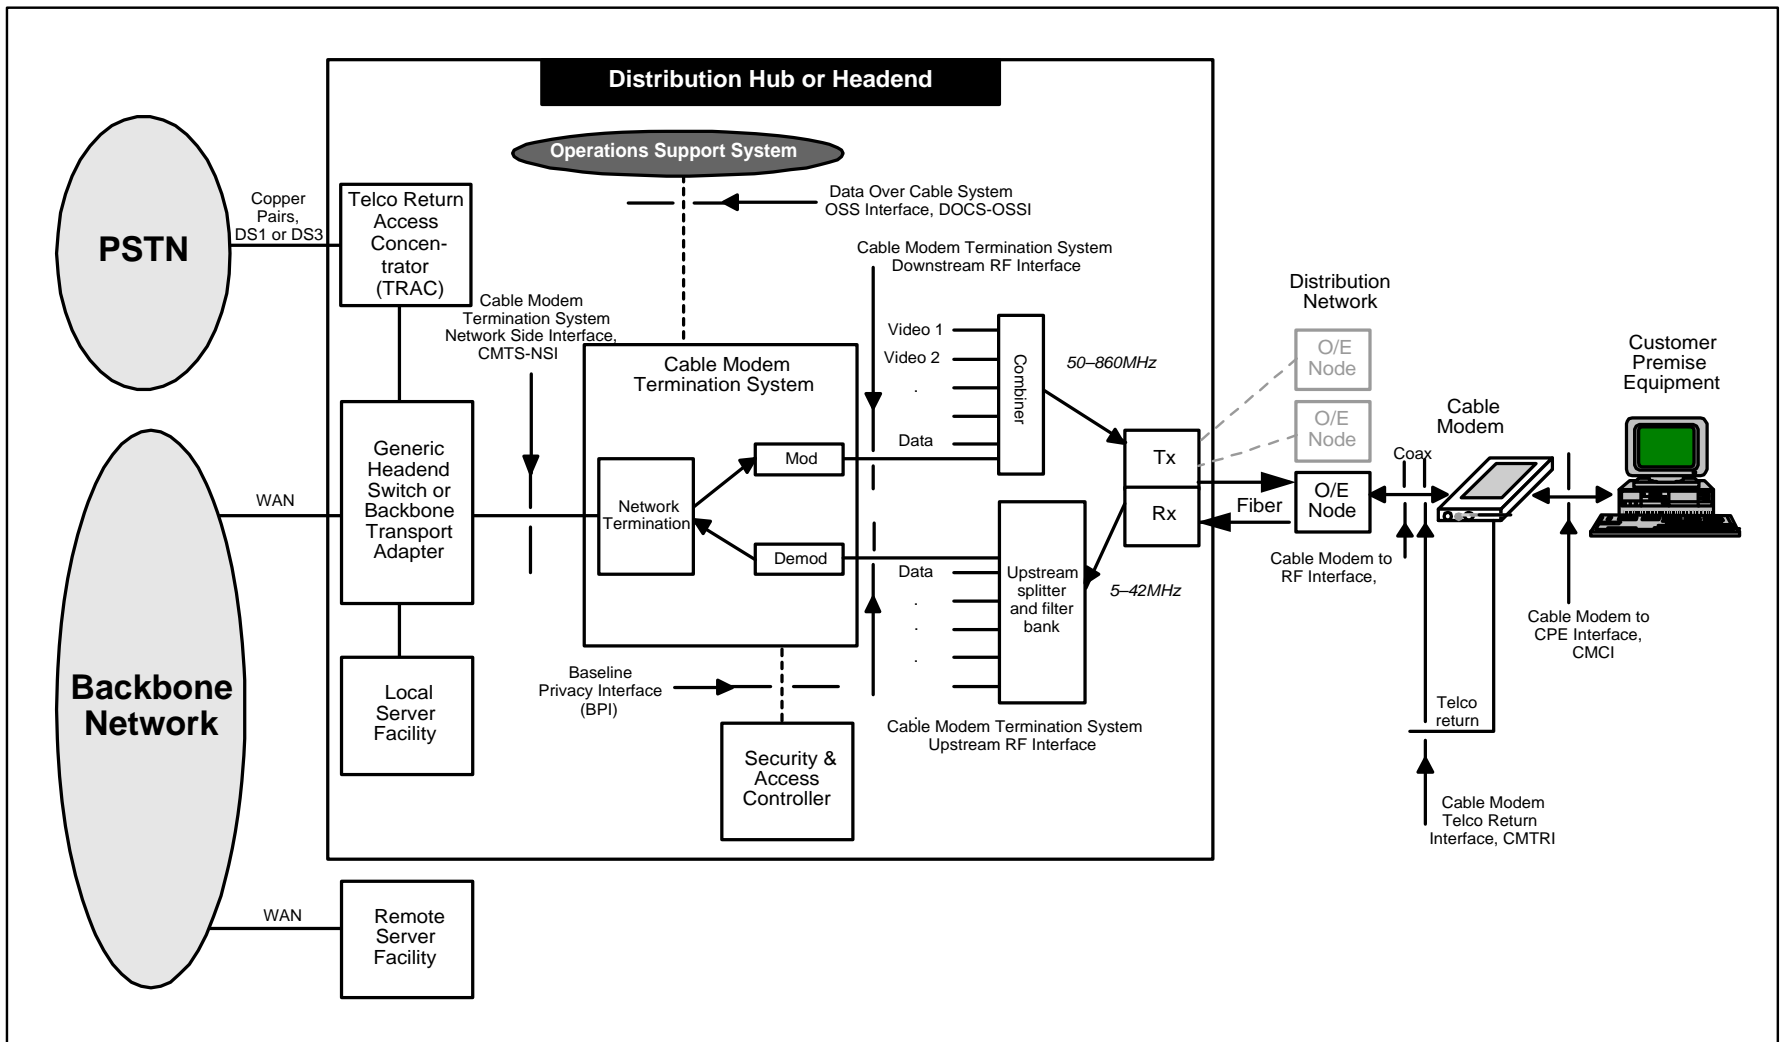 Distribution Hub or Headend
Operations Support System
Data Over Cable System
OSS Interface, DOCS-OSSI
PSTN
Copper
Pairs,
DS1 or DS3
Telco Return
Access
Concen-
trator
(TRAC)
Cable Modem
Termination System
Network Side Interface,
CMTS-NSI
Cable Modem Termination System
Downstream RF Interface
Video 1
Video 2
.
Data
Combiner
50–860MHz
Distribution
Network
O/E
Node
O/E
Node
O/E
Node
Customer
Premise
Equipment
Cable
Modem
Coax
Cable Modem
Termination System
Mod
Network
Termination
Demod
Tx
Rx
Fiber
Generic
Headend
Switch or
Backbone
Transport
Adapter
WAN
Backbone
Network
Data
.
.
.
Upstream
splitter
and filter
bank
5–42MHz
Cable Modem to
RF Interface,
Cable Modem to
CPE Interface,
CMCI
Local
Server
Facility
Baseline
Privacy Interface
(BPI)
.
Cable Modem Termination System
Upstream RF Interface
Telco
return
Security &
Access
Controller
Cable Modem
Telco Return
Interface, CMTRI
WAN
Remote
Server
Facility